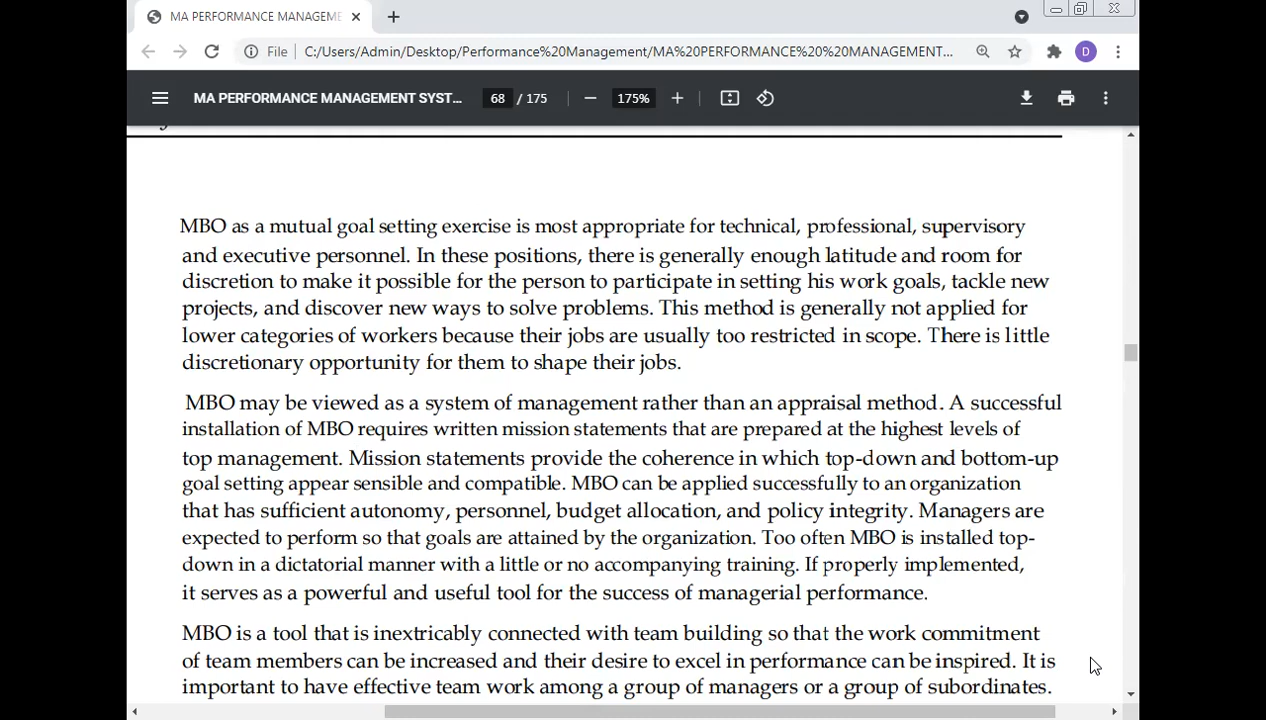 MA PERFORMANCE MANAGEME
File C:/Users/Admin/Desktop/Performance%20Management/MA%20PERFORMANCE%20%20MANAGEMENT... D
MA PERFORMANCE MANAGEMENT SYST... 68 / 175 175%
MBO as a mutual goal setting exercise is most appropriate for technical, professional, supervisory
and executive personnel. In these positions, there is generally enough latitude and room for
discretion to make it possible for the person to participate in setting his work goals, tackle new
projects, and discover new ways to solve problems. This method is generally not applied for
lower categories of workers because their jobs are usually too restricted in scope. There is little
discretionary opportunity for them to shape their jobs.
MBO may be viewed as a system of management rather than an appraisal method. A successful
installation of MBO requires written mission statements that are prepared at the highest levels of
top management. Mission statements provide the coherence in which top-down and bottom-up
goal setting appear sensible and compatible. MBO can be applied successfully to an organization
that has sufficient autonomy, personnel, budget allocation, and policy integrity. Managers are
expected to perform so that goals are attained by the organization. Too often MBO is installed top-
down in a dictatorial manner with a little or no accompanying training. If properly implemented,
it serves as a powerful and useful tool for the success of managerial performance.
MBO is a tool that is inextricably connected with team building so that the work commitment
of team members can be increased and their desire to excel in performance can be inspired. It is
important to have effective team work among a group of managers or a group of subordinates.